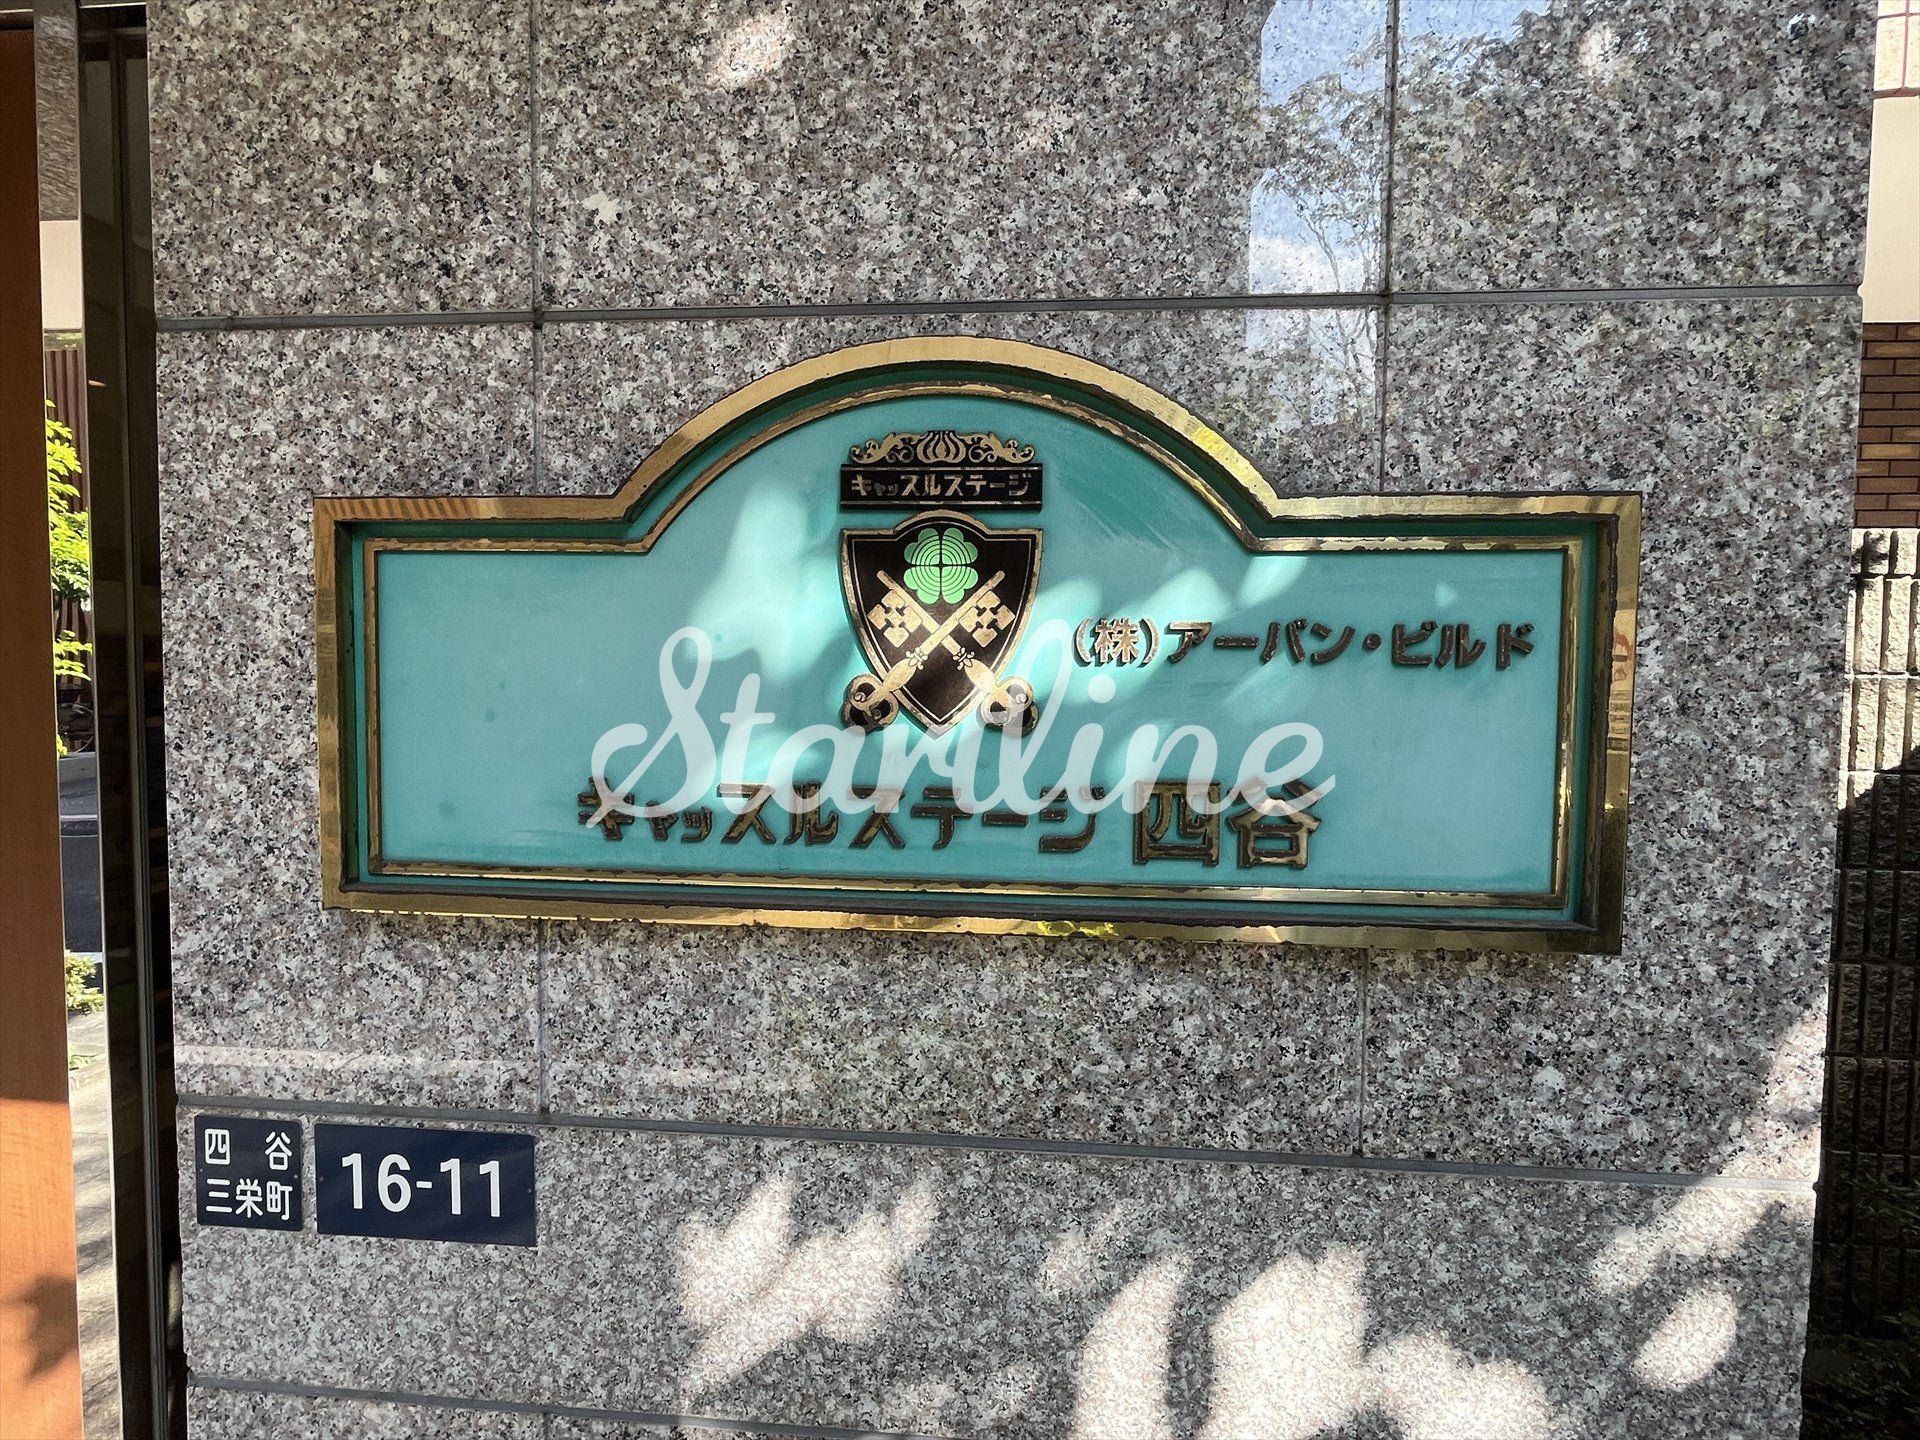 キャッスルステージ
(株)アーバン・ビルド
Startline
キャッスルステージ 四谷
四谷
三栄町
16-11